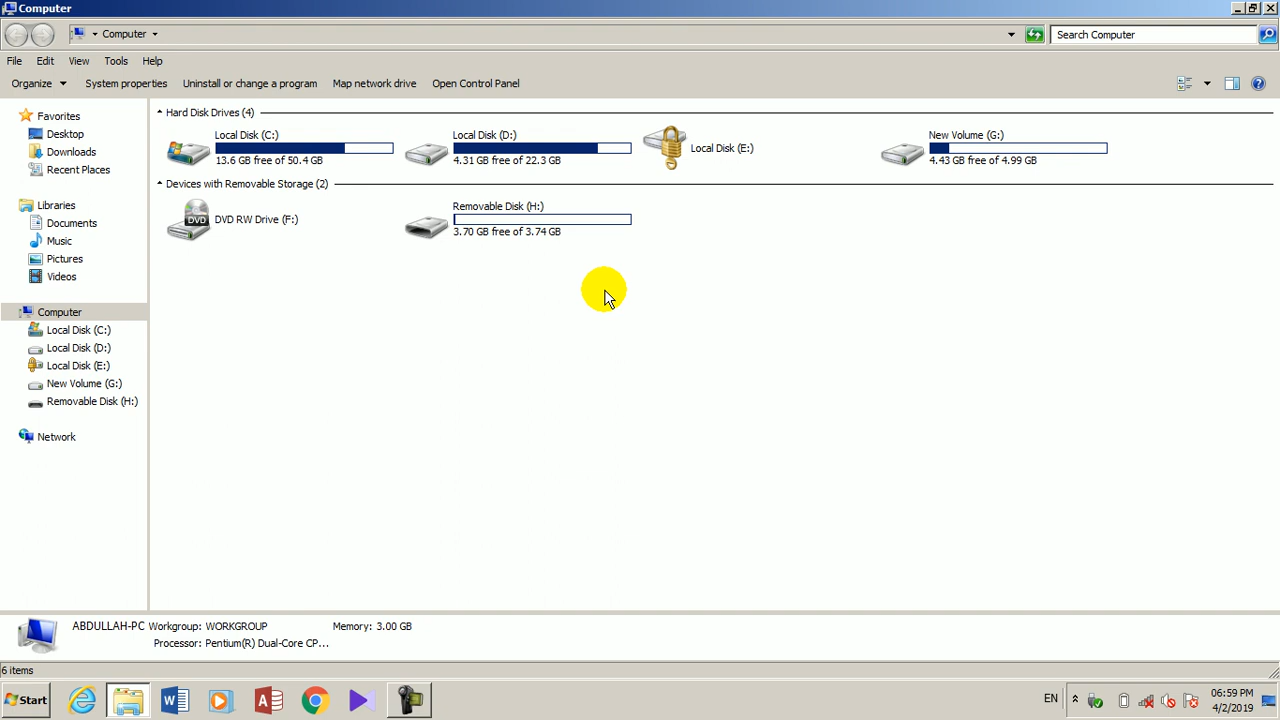 Computer
Computer
Search Computer
File Edit View Tools Help
Organize System properties Uninstall or change a program Map network drive Open Control Panel
Favorites
Desktop
Downloads
Recent Places
Libraries
Documents
Music
Pictures
Videos
Computer
Local Disk (C:)
Local Disk (D:)
Local Disk (E:)
New Volume (G:)
Removable Disk (H:)
Network
Hard Disk Drives (4)
Local Disk (C:)
13.6 GB free of 50.4 GB
Local Disk (D:)
4.31 GB free of 22.3 GB
Local Disk (E:)
New Volume (G:)
4.43 GB free of 4.99 GB
Devices with Removable Storage (2)
DVD
DVD RW Drive (F:)
Removable Disk (H:)
3.70 GB free of 3.74 GB
ABDULLAH-PC Workgroup: WORKGROUP Memory: 3.00 GB
Processor: Pentium(R) Dual-Core CP...
6 items
Start
EN
06:59 PM
4/2/2019